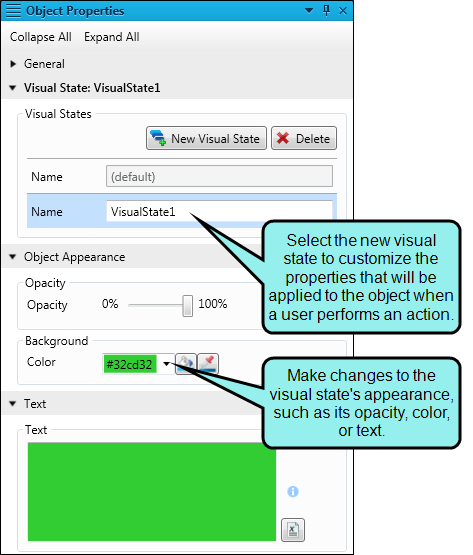 Object Properties
Collapse All Expand All
General
Visual State: VisualState1
Visual States
New Visual State Delete
Name (default)
Name VisualState1
Select the new visual
state to customize the
properties that will be
applied to the object when
a user performs an action.
Object Appearance
Opacity
Opacity 0% 100%
Background
Color #32cd32
Make changes to the
visual state's appearance,
such as its opacity, color,
or text.
Text
Text